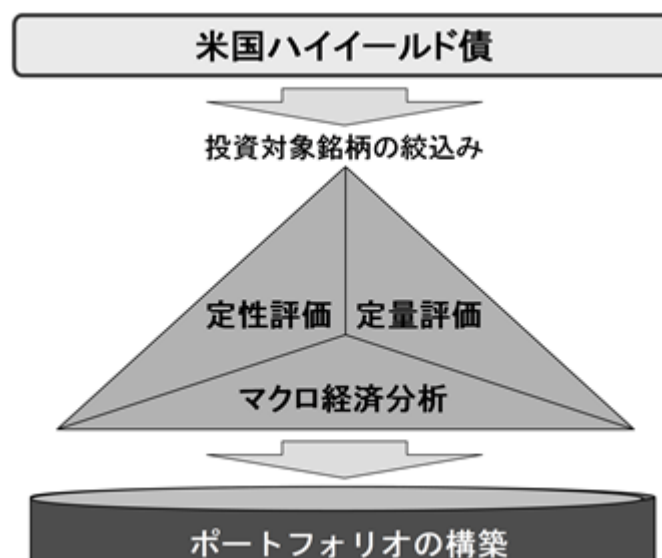 米国ハイイールド債
投資対象銘柄の絞込み
定性評価 定量評価
マクロ経済分析
ポートフォリオの構築